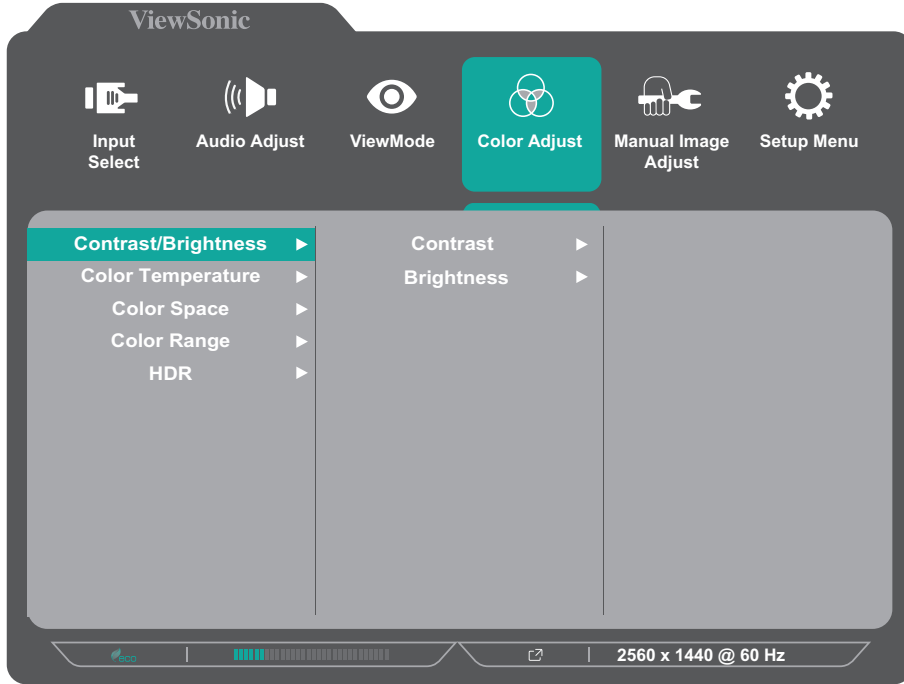 ViewSonic
Input
Select
Audio Adjust
ViewMode
Color Adjust
Manual Image
Adjust
Setup Menu
Contrast/Brightness
Color Temperature
Color Space
Color Range
HDR
Contrast
Brightness
eco
2560 x 1440 @ 60 Hz